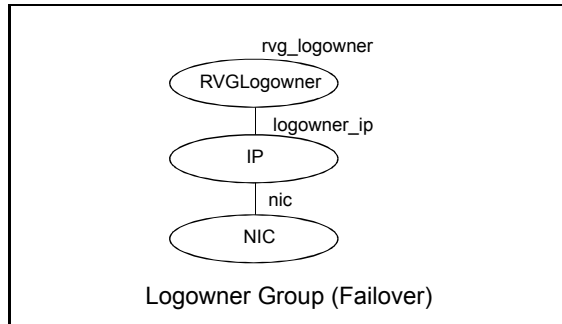 rvg_logowner
RVGLogowner
logowner_ip
IP
nic
NIC
Logowner Group (Failover)